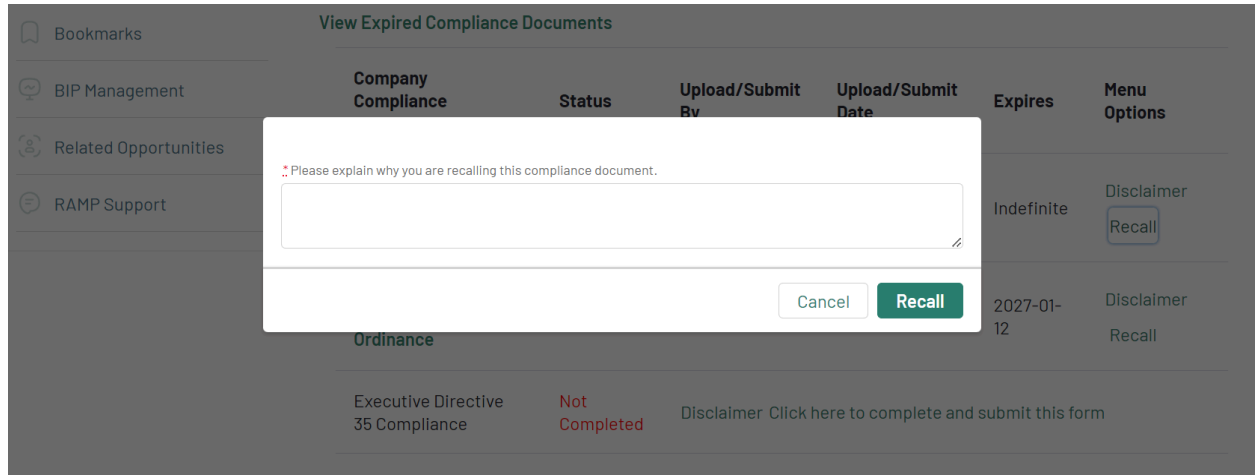 Bookmarks
BIP Management
Related Opportunities
RAMP Support
View Expired Compliance Documents
Company
Compliance
Status
Upload/Submit
By
Upload/Submit
Date
Expires
Menu
Options
Indefinite
Disclaimer
Recall
* Please explain why you are recalling this compliance document.
Cancel
Recall
Ordinance
2027-01-
12
Disclaimer
Recall
Executive Directive
35 Compliance
Not
Completed
Disclaimer Click here to complete and submit this form